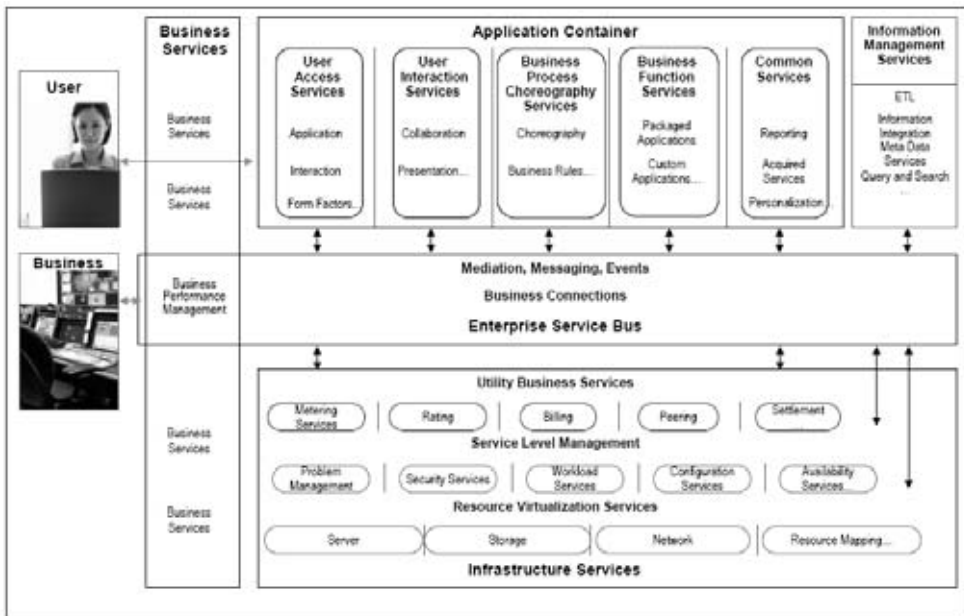 User
Business
Business
Services
Business
Services
Business
Services
Business
Performance
Management
Business
Services
Business
Services
Application Container
User
Access
Services
Application
Interaction
Form Factors...
User
Interaction
Services
Collaboration
Presentation...
Business
Process
Choreography
Services
Choreography
Business Rules...
Business
Function
Services
Packaged
Applications
Custom
Applications...
Common
Services
Reporting
Acquired
Services
Personalization...
Information
Management
Services
ETL
Information
Integration
Meta Data
Services
Query and Search
...
Mediation, Messaging, Events
Business Connections
Enterprise Service Bus
Utility Business Services
Metering
Services
Rating
Billing
Peering
Settlement
Service Level Management
Problem
Management
Security Services
Workload
Services
Configuration
Services
Availability
Services...
Resource Virtualization Services
Server
Storage
Network
Resource Mapping...
Infrastructure Services